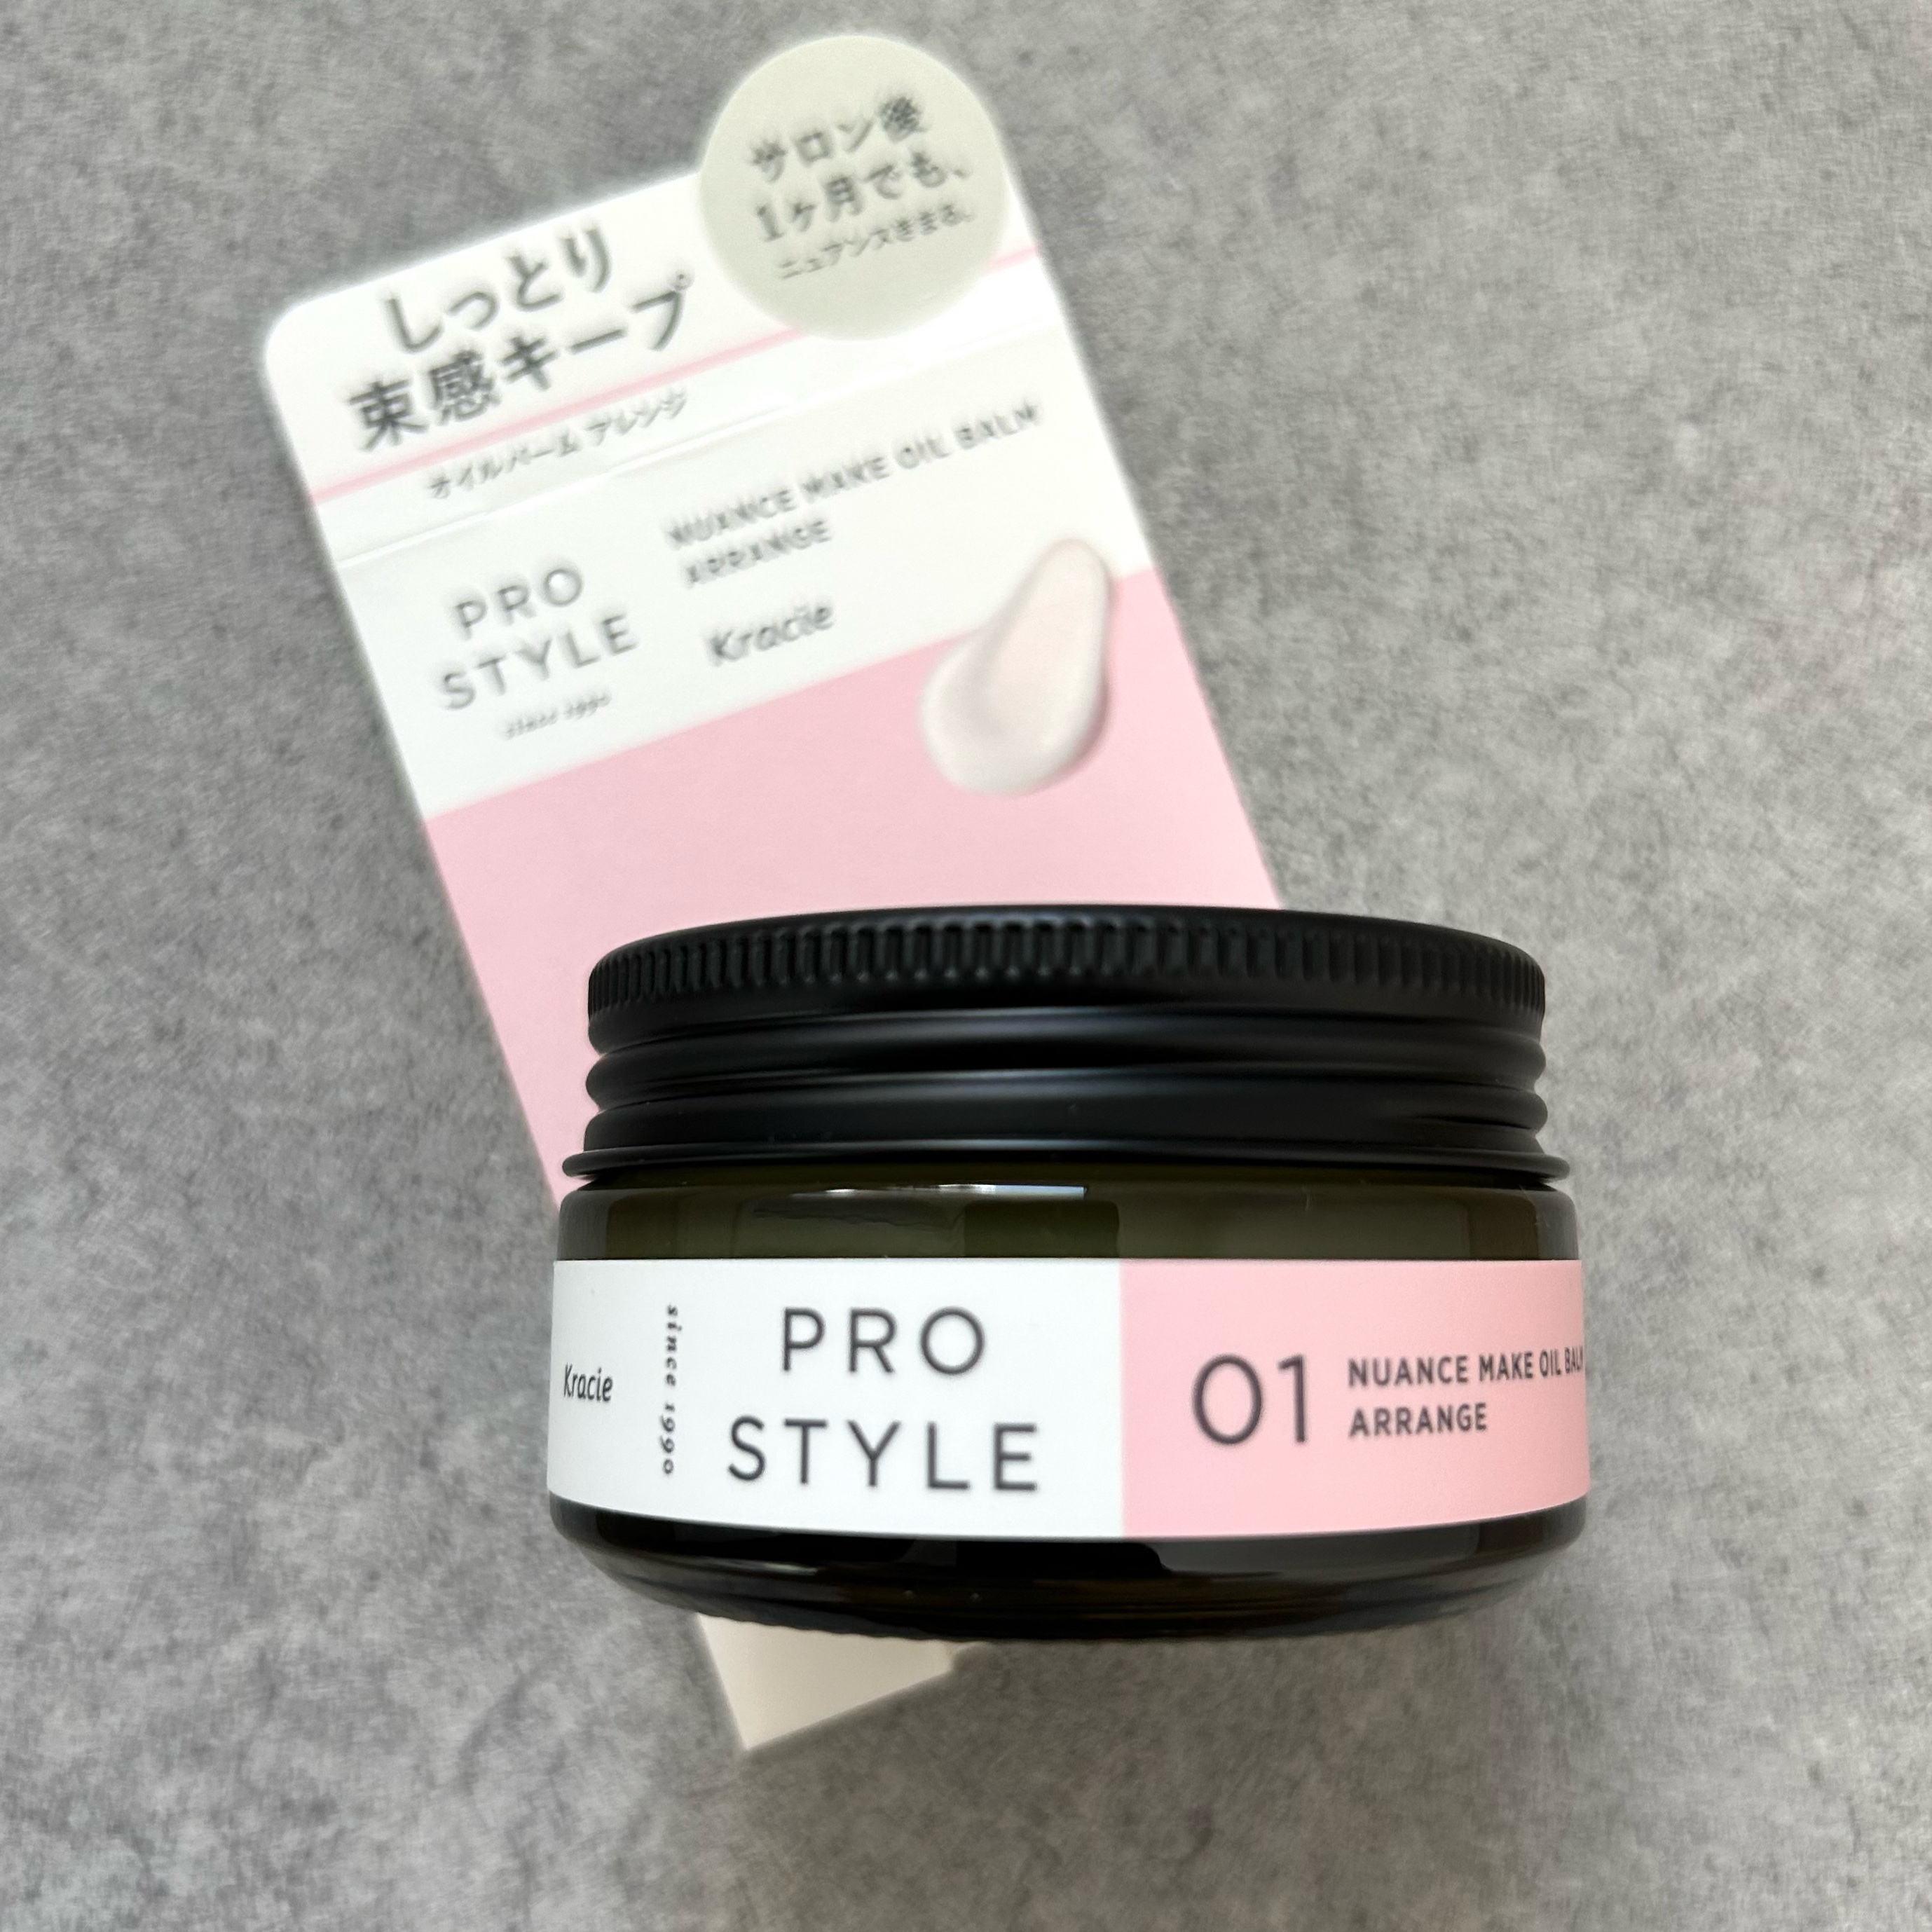 サロン後
1ヶ月でも、
ニュアンスきまる。
しっとり
束感キープ
オイルバーム アレンジ
NUANCE MAKE OIL BALM
ARRANGE
PRO
STYLE
since 1990
Kracie
Kracie
since 1990
PRO
STYLE
01
NUANCE MAKE OIL BALM
ARRANGE